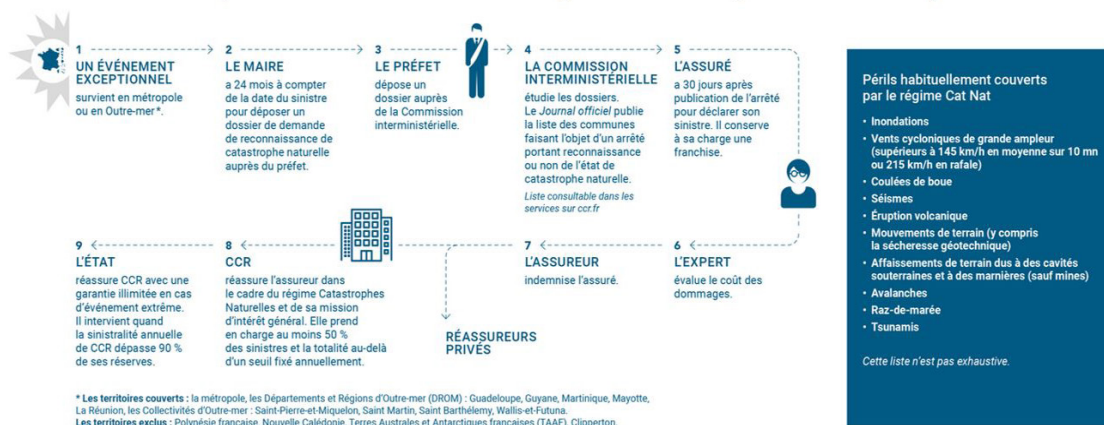 1
UN ÉVÉNEMENT
EXCEPTIONNEL
survient en métropole
ou en Outre-mer*.
2
LE MAIRE
a 24 mois à compter
de la date du sinistre
pour déposer un
dossier de demande
de reconnaissance de
catastrophe naturelle
auprès du préfet.
3
LE PRÉFET
dépose un
dossier auprès
de la Commission
interministérielle.
4
LA COMMISSION
INTERMINISTÉRIELLE
étudie les dossiers.
Le Journal officiel publie
la liste des communes
faisant l'objet d'un arrêté
portant reconnaissance
ou non de l'état de
catastrophe naturelle.
Liste consultable dans les
services sur ccr.fr
5
L'ASSURÉ
a 30 jours après
publication de l'arrêté
pour déclarer son
sinistre. Il conserve
à sa charge une
franchise.
6
L'EXPERT
évalue le coût des
dommages.
7
L'ASSUREUR
indemnise l'assuré.
RÉASSUREURS
PRIVÉS
8
CCR
réassure l'assureur dans
le cadre du régime Catastrophes
Naturelles et de sa mission
d'intérêt général. Elle prend
en charge au moins 50 %
des sinistres et la totalité au-delà
d'un seuil fixé annuellement.
9
L'ÉTAT
réassure CCR avec une
garantie illimitée en cas
d'événement extrême.
Il intervient quand
la sinistralité annuelle
de CCR dépasse 90 %
de ses réserves.
* Les territoires couverts : la métropole, les Départements et Régions d'Outre-mer (DROM) : Guadeloupe, Guyane, Martinique, Mayotte,
La Réunion, les Collectivités d'Outre-mer : Saint-Pierre-et-Miquelon, Saint Martin, Saint Barthélemy, Wallis-et-Futuna.
Les territoires exclus : Polynésie française, Nouvelle Calédonie, Terres Australes et Antarctiques françaises (TAAF), Clipperton.
Périls habituellement couverts
par le régime Cat Nat
• Inondations
• Vents cycloniques de grande ampleur
(supérieurs à 145 km/h en moyenne sur 10 mn
ou 215 km/h en rafale)
• Coulées de boue
• Séismes
• Éruption volcanique
• Mouvements de terrain (y compris
la sécheresse géotechnique)
• Affaissements de terrain dus à des cavités
souterraines et à des marnières (sauf mines)
• Avalanches
• Raz-de-marée
• Tsunamis
Cette liste n'est pas exhaustive.